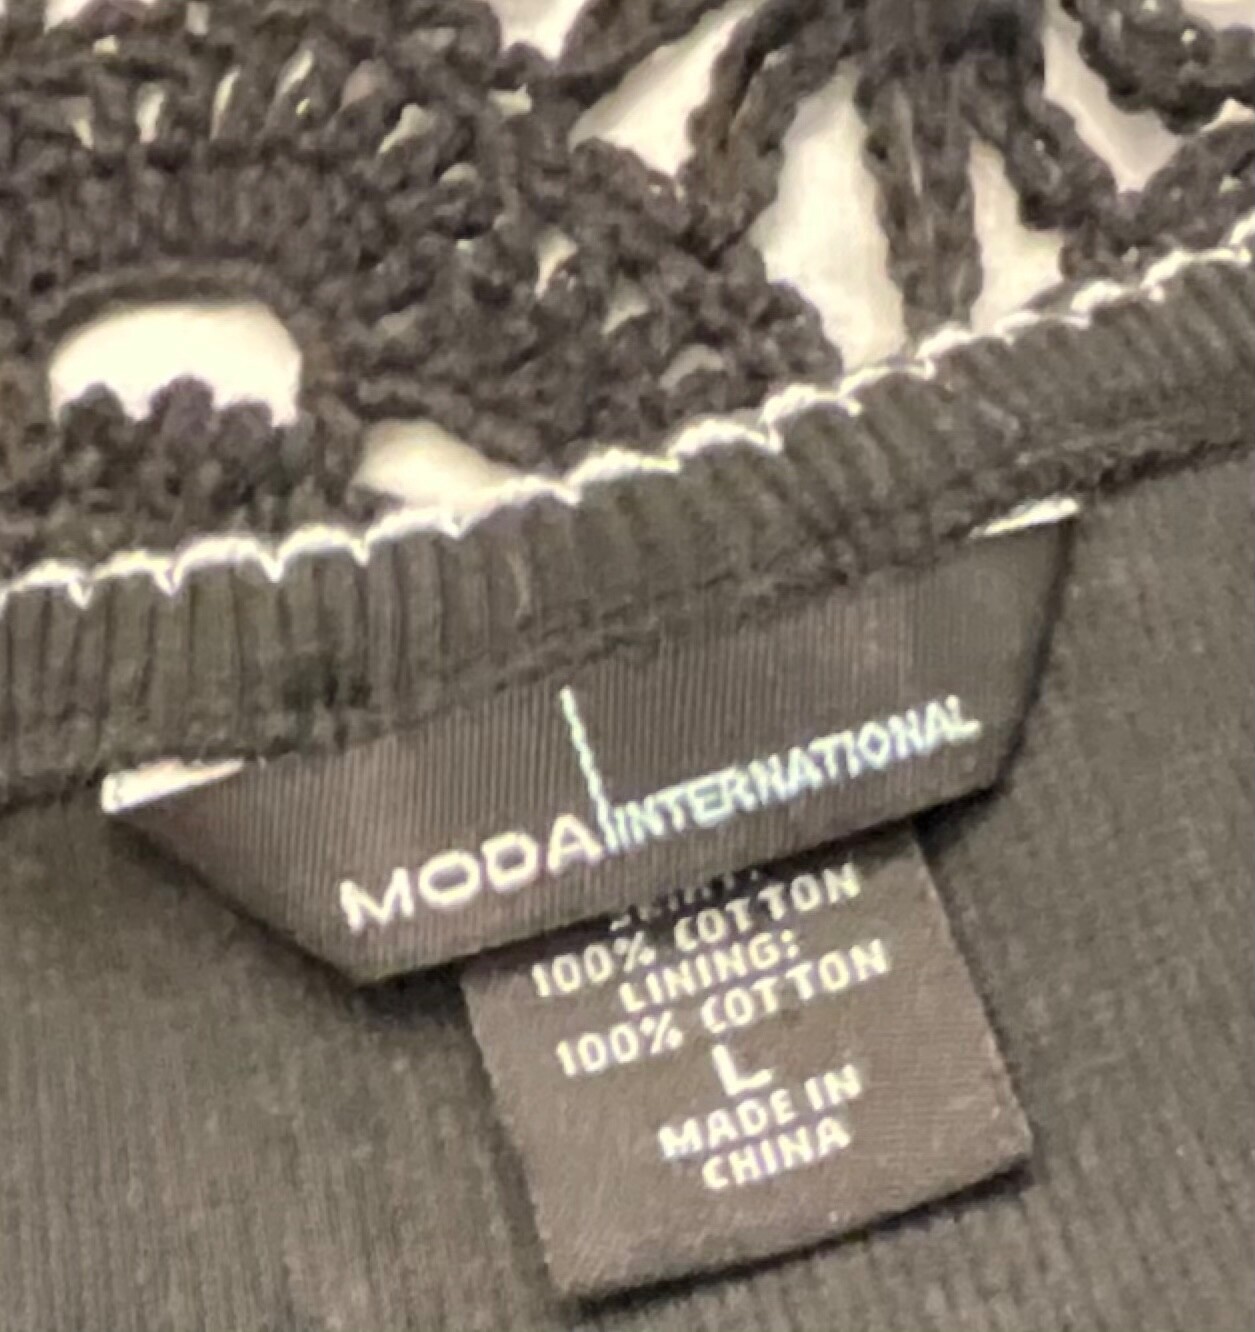 MODA INTERNATIONAL
100% COTTON
LINING:
100% COTTON
L
MADE IN
CHINA